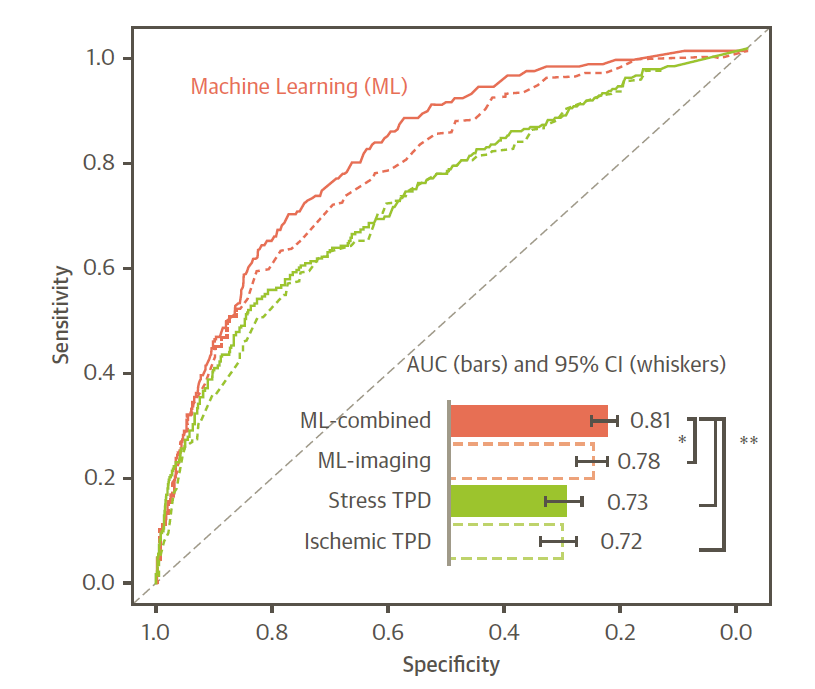 Machine Learning (ML)
1.0
0.8
0.6
0.4
0.2
0.0
Sensitivity
AUC (bars) and 95% CI (whiskers)
ML-combined 0.81
ML-imaging 0.78
Stress TPD 0.73
Ischemic TPD 0.72
* **
1.0 0.8 0.6 0.4 0.2 0.0
Specificity